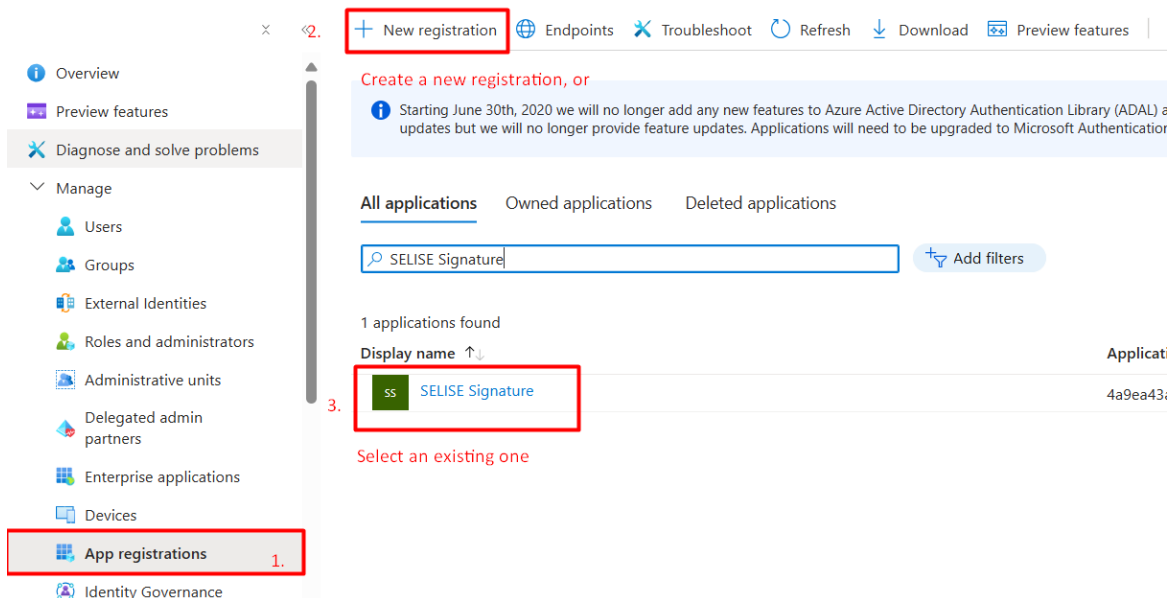 2.
New registration
Endpoints
Troubleshoot
Refresh
Download
Preview features
Create a new registration, or
Starting June 30th, 2020 we will no longer add any new features to Azure Active Directory Authentication Library (ADAL) a
updates but we will no longer provide feature updates. Applications will need to be upgraded to Microsoft Authentication
Overview
Preview features
Diagnose and solve problems
Manage
Users
Groups
External Identities
Roles and administrators
Administrative units
Delegated admin
partners
Enterprise applications
Devices
App registrations
1.
Identity Governance
All applications
Owned applications
Deleted applications
SELISE Signature
Add filters
1 applications found
Display name
Applicati
SS
SELISE Signature
4a9ea43a
3.
Select an existing one